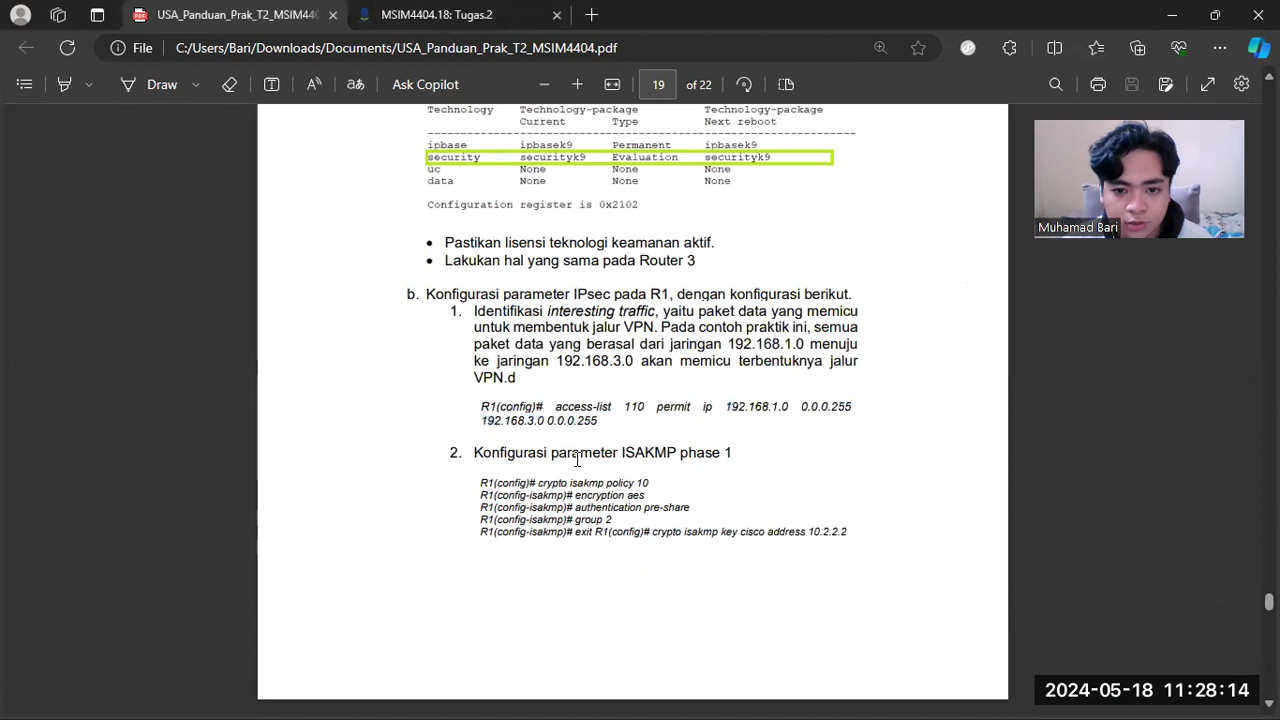 USA_Panduan_Prak_T2_MSIM4404
MSIM4404.18: Tugas.2
File
C:/Users/Bari/Downloads/Documents/USA_Panduan_Prak_T2_MSIM4404.pdf
Draw
Ask Copilot
19 of 22
Technology Technology-package Technology-package
Current Type Next reboot
------------------------------------------------------------------
ipbase ipbasek9 Permanent ipbasek9
security securityk9 Evaluation securityk9
uc None None None
data None None None
Configuration register is 0x2102
• Pastikan lisensi teknologi keamanan aktif.
• Lakukan hal yang sama pada Router 3
b. Konfigurasi parameter IPsec pada R1, dengan konfigurasi berikut.
1. Identifikasi interesting traffic, yaitu paket data yang memicu
untuk membentuk jalur VPN. Pada contoh praktik ini, semua
paket data yang berasal dari jaringan 192.168.1.0 menuju
ke jaringan 192.168.3.0 akan memicu terbentuknya jalur
VPN.d
R1(config)# access-list 110 permit ip 192.168.1.0 0.0.0.255
192.168.3.0 0.0.0.255
2. Konfigurasi parameter ISAKMP phase 1
R1(config)# crypto isakmp policy 10
R1(config-isakmp)# encryption aes
R1(config-isakmp)# authentication pre-share
R1(config-isakmp)# group 2
R1(config-isakmp)# exit R1(config)# crypto isakmp key cisco address 10.2.2.2
Muhamad Bari
2024-05-18 11:28:14